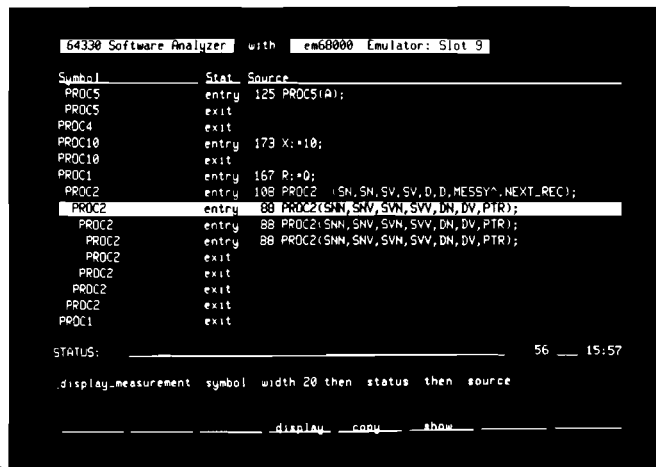 64330 Software Analyzer with em68000 Emulator: Slot 9
Symbol Stat Source
PROC5 entry 125 PROC5(A);
PROC5 exit
PROC4 exit
PROC10 entry 173 X:=10;
PROC10 exit
PROC1 entry 167 R:=Q;
PROC2 entry 108 PROC2 (SN,SN,SV,SV,D,D,MESSY^.NEXT_REC);
PROC2 entry 88 PROC2(SNN,SNV,SVN,SVV,DN,DV,PTR);
PROC2 entry 88 PROC2(SNN,SNV,SVN,SVV,DN,DV,PTR);
PROC2 entry 88 PROC2(SNN,SNV,SVN,SVV,DN,DV,PTR);
PROC2 exit
PROC2 exit
PROC2 exit
PROC2 exit
PROC1 exit
STATUS: 56 15:57
display_measurement symbol width 20 then status then source
display copy show